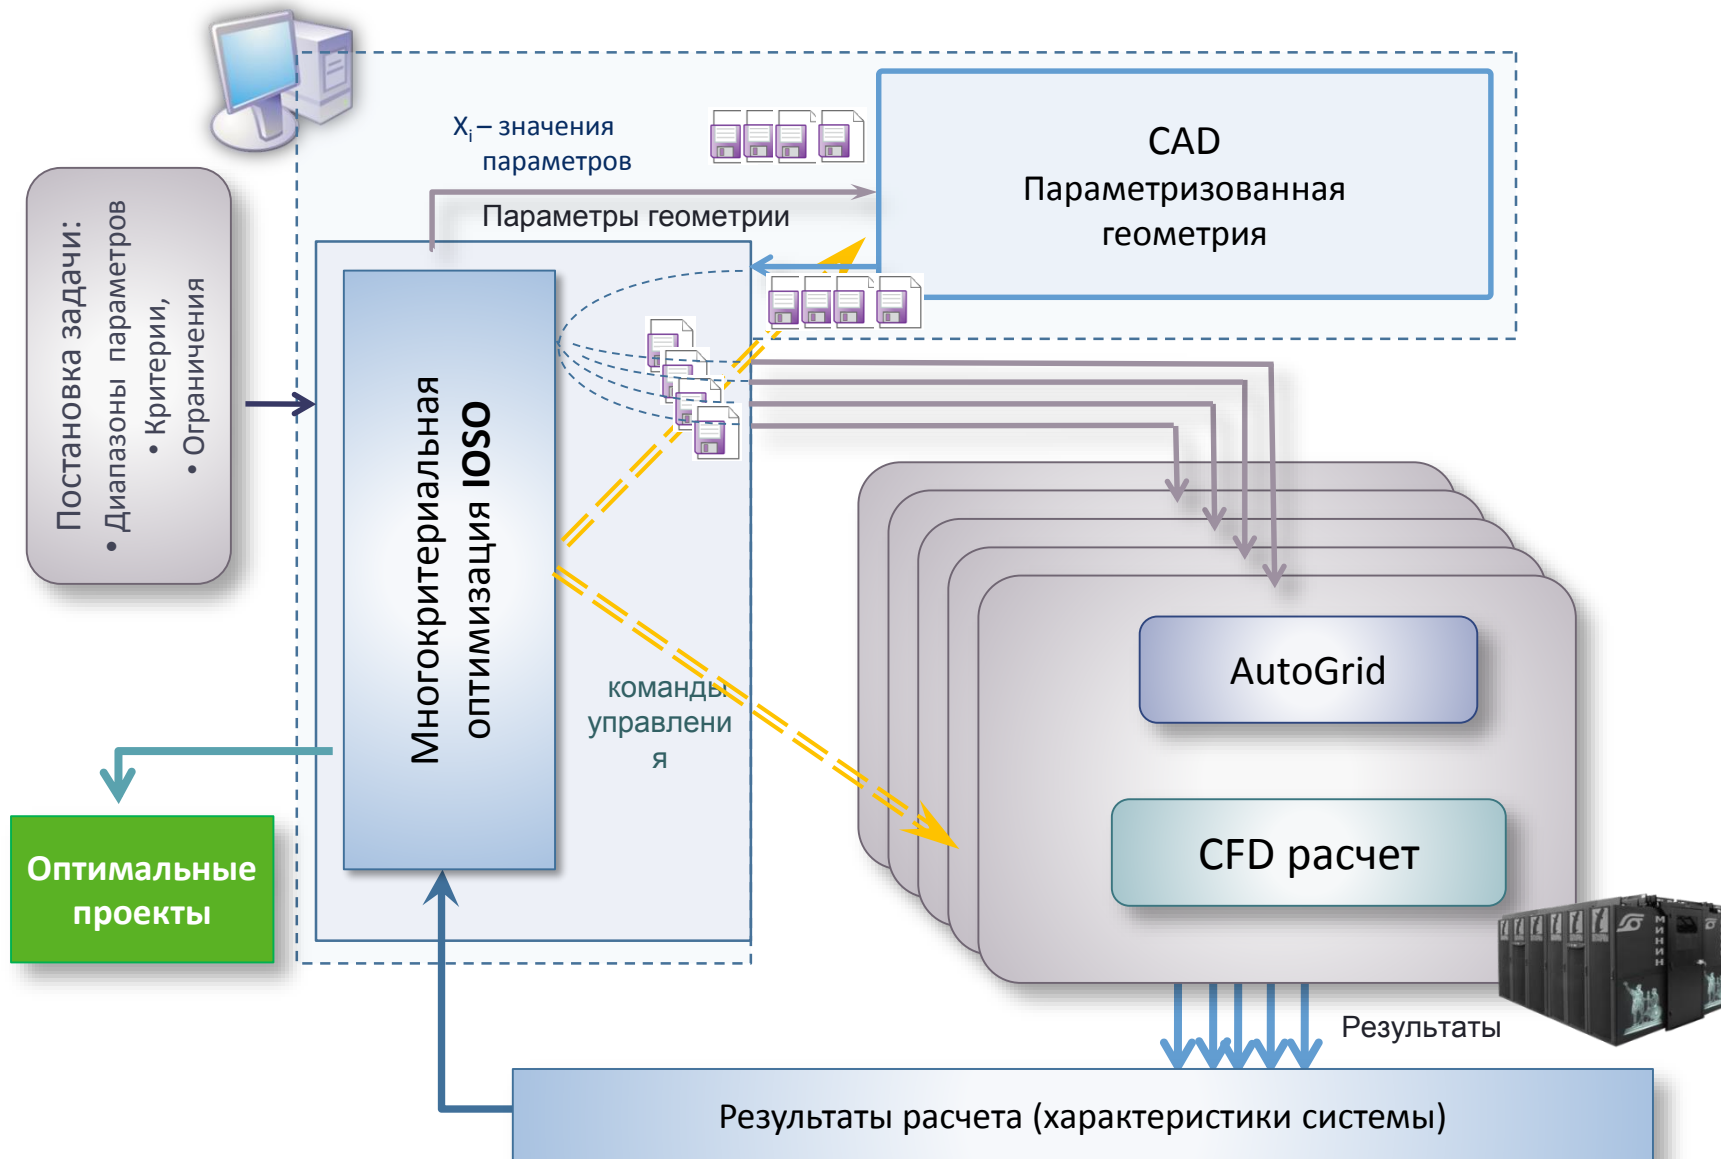 X i – значения
параметров
CAD
Параметризованная
геометрия
Параметры геометрии
Постановка задачи:
• Диапазоны параметров
• Критерии,
• Ограничения
Многокритериальная
оптимизация IOSO
команды
управлени
я
AutoGrid
CFD расчет
Оптимальные
проекты
МИНИН
Результаты
Результаты расчета (характеристики системы)